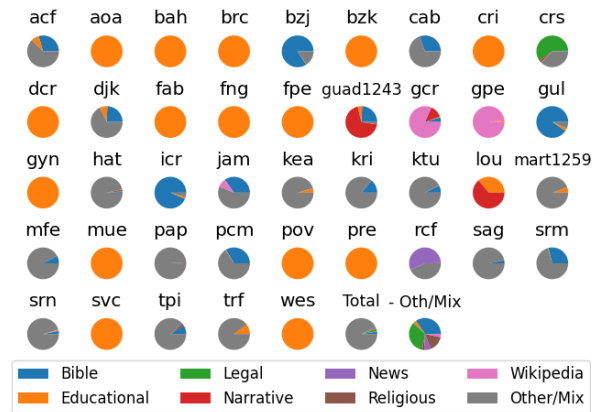 acf aoa bah brc bzj bzk cab cri crs
dcr djk fab fng fpe guad1243 gcr gpe gul
gyn hat icr jam kea kri ktu lou mart1259
mfe mue pap pcm pov pre rcf sag srm
srn svc tpi trf wes Total - Oth/Mix
Bible Legal News Wikipedia
Educational Narrative Religious Other/Mix